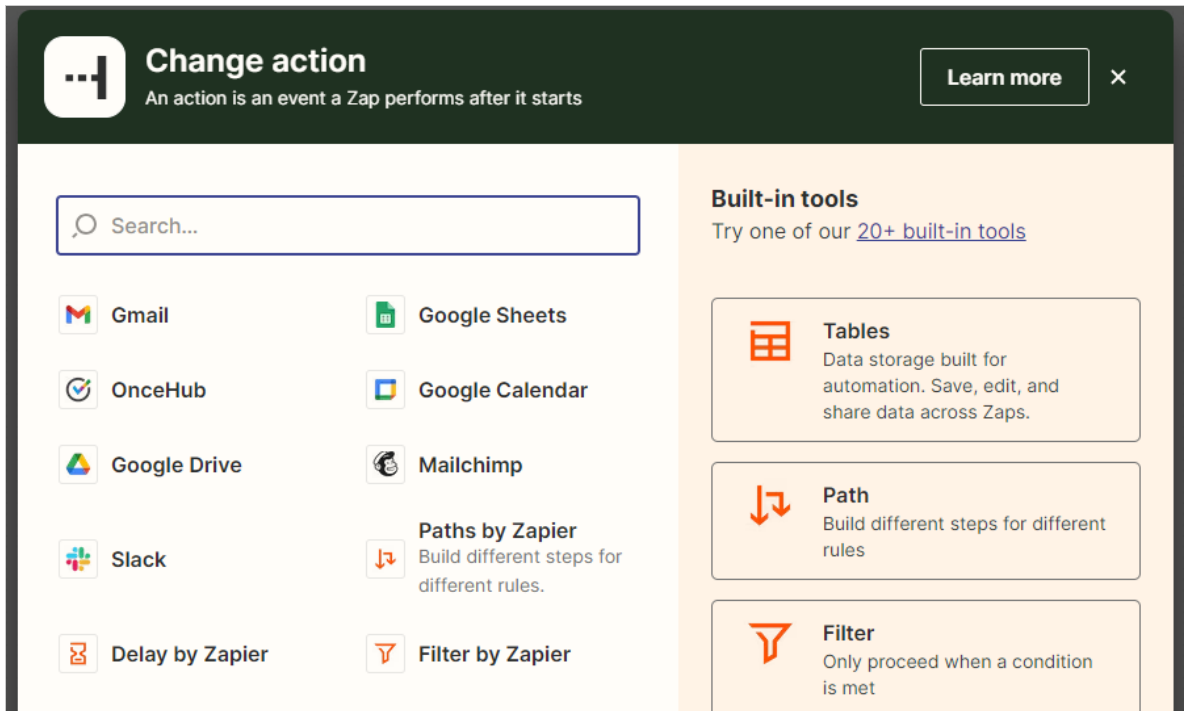 Change action
An action is an event a Zap performs after it starts
Learn more
Search...
Gmail
Google Sheets
OnceHub
Google Calendar
Google Drive
Mailchimp
Slack
Paths by Zapier
Build different steps for
different rules.
Delay by Zapier
Filter by Zapier
Built-in tools
Try one of our 20+ built-in tools
Tables
Data storage built for
automation. Save, edit, and
share data across Zaps.
Path
Build different steps for different
rules
Filter
Only proceed when a condition
is met